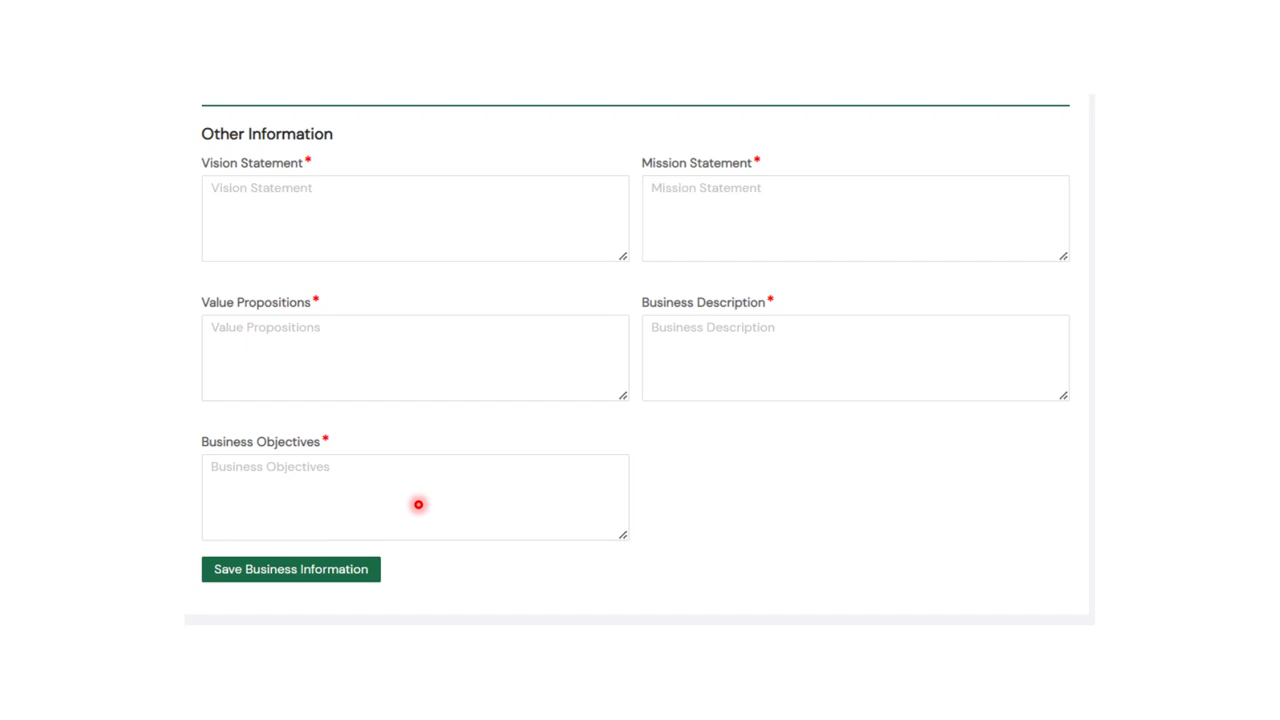 Other Information
Vision Statement*
Mission Statement*
Vision Statement
Mission Statement
Value Propositions*
Business Description*
Value Propositions
Business Description
Business Objectives*
Business Objectives
Save Business Information